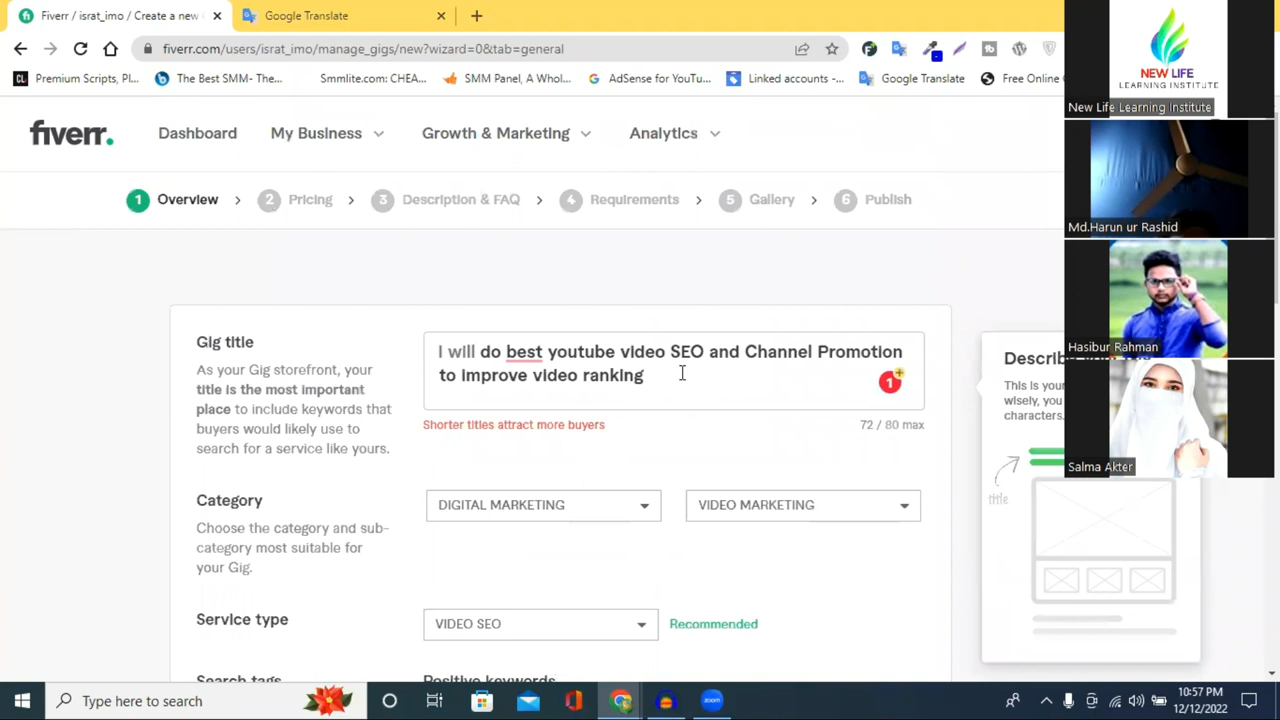 Fiverr / israt_imo / Create a new
Google Translate
fiverr.com/users/israt_imo/manage_gigs/new?wizard=0&tab=general
Premium Scripts, Pl...
The Best SMM- The...
Smmlite.com: CHEA...
SMM Panel, A Whol...
AdSense for YouTu...
Linked accounts -...
Google Translate
Free Online
fiverr.
Dashboard
My Business
Growth & Marketing
Analytics
1 Overview
2 Pricing
3 Description & FAQ
4 Requirements
5 Gallery
6 Publish
Gig title
As your Gig storefront, your
title is the most important
place to include keywords that
buyers would likely use to
search for a service like yours.
I will do best youtube video SEO and Channel Promotion
to improve video ranking
1
Shorter titles attract more buyers
72 / 80 max
Category
Choose the category and sub-
category most suitable for
your Gig.
DIGITAL MARKETING
VIDEO MARKETING
Service type
VIDEO SEO
Recommended
Search tags
Positive keywords
This is your
wisely, you
characters.
title
NEW LIFE
LEARNING INSTITUTE
New Life Learning Institute
Md.Harun ur Rashid
Hasibur Rahman
Salma Akter
Type here to search
zoom
10:57 PM
12/12/2022